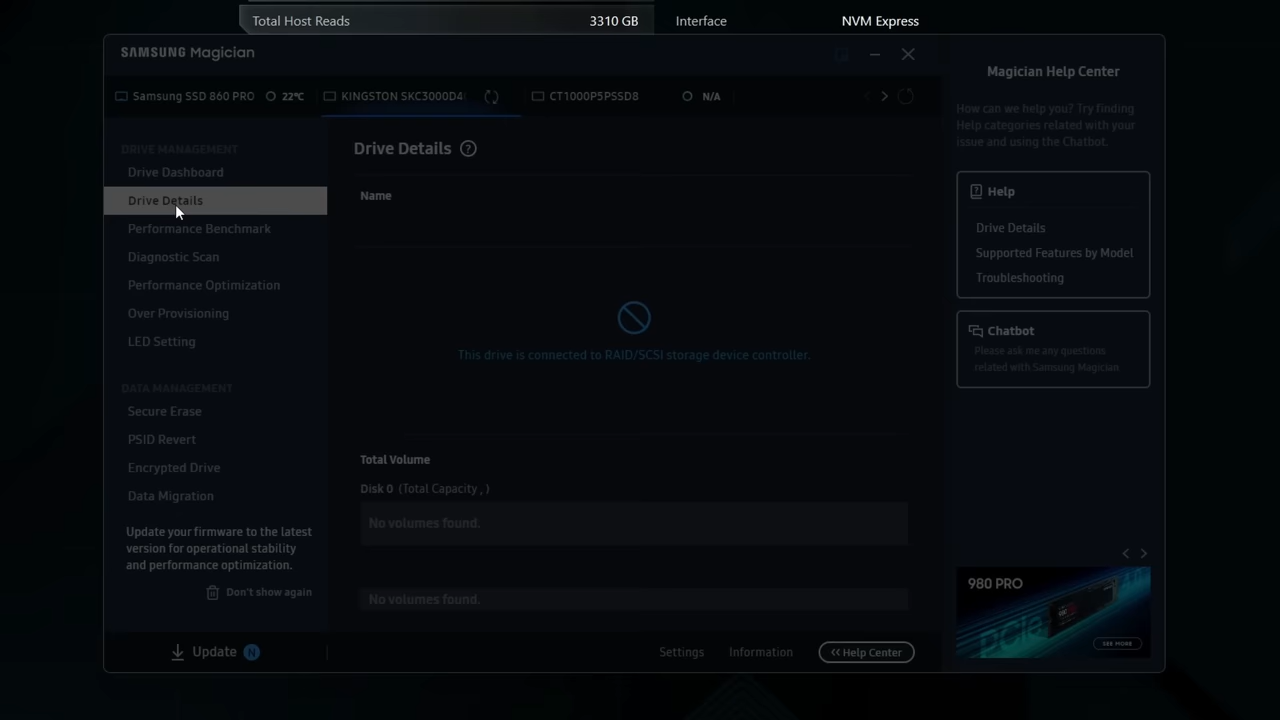 Total Host Reads 3310 GB Interface NVM Express
SAMSUNG Magician
Samsung SSD 860 PRO 22℃ KINGSTON SKC3000D4 CT1000P5PSSD8 N/A
DRIVE MANAGEMENT
Drive Dashboard
Drive Details
Performance Benchmark
Diagnostic Scan
Performance Optimization
Over Provisioning
LED Setting
DATA MANAGEMENT
Secure Erase
PSID Revert
Encrypted Drive
Data Migration
Update your firmware to the latest
version for operational stability
and performance optimization.
Don't show again
Drive Details ?
Name
This drive is connected to RAID/SCSI storage device controller.
Total Volume
Disk 0 (Total Capacity , )
No volumes found.
No volumes found.
Update N
Settings Information Help Center
Magician Help Center
How can we help you? Try finding
Help categories related with your
issue and using the Chatbot.
Help
Drive Details
Supported Features by Model
Troubleshooting
Chatbot
Please ask me any questions
related with Samsung Magician
980 PRO
pcie 4.0
SEE MORE